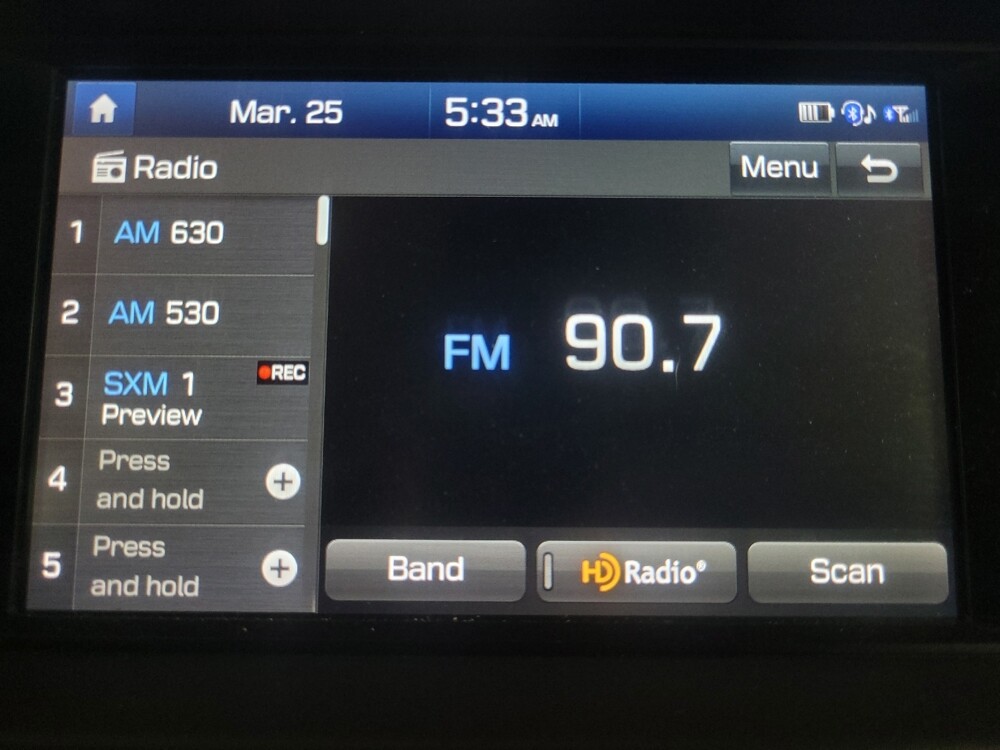 Mar. 25 5:33 AM
Radio Menu
1 AM 630
2 AM 530
3 SXM 1 REC
Preview
FM 90.7
4 Press
and hold
5 Press
and hold
Band HD Radio® Scan